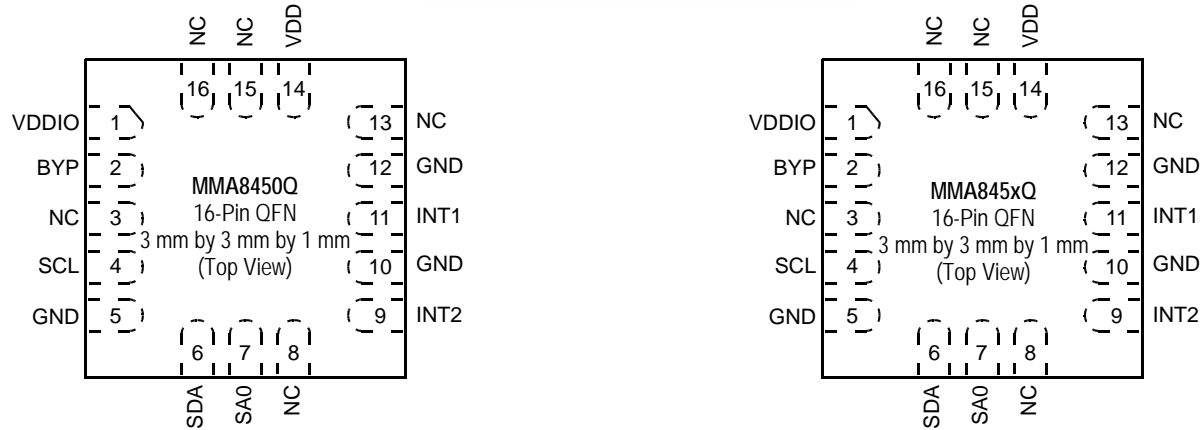 NC NC VDD
16 15 14
VDDIO 1 13 NC
BYP 2 12 GND
MMA8450Q
NC 3 16-Pin QFN 11 INT1
3 mm by 3 mm by 1 mm
SCL 4 (Top View) 10 GND
GND 5 9 INT2
6 7 8
SDA SA0 NC
NC NC VDD
16 15 14
VDDIO 1 13 NC
BYP 2 12 GND
MMA845xQ
NC 3 16-Pin QFN 11 INT1
3 mm by 3 mm by 1 mm
SCL 4 (Top View) 10 GND
GND 5 9 INT2
6 7 8
SDA SA0 NC